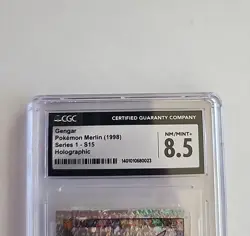 CGC
CERTIFIED GUARANTY COMPANY
Gengar
Pokémon Merlin (1998)
Series 1 - S15
Holographic
1401010680023
NM/MINT+
8.5